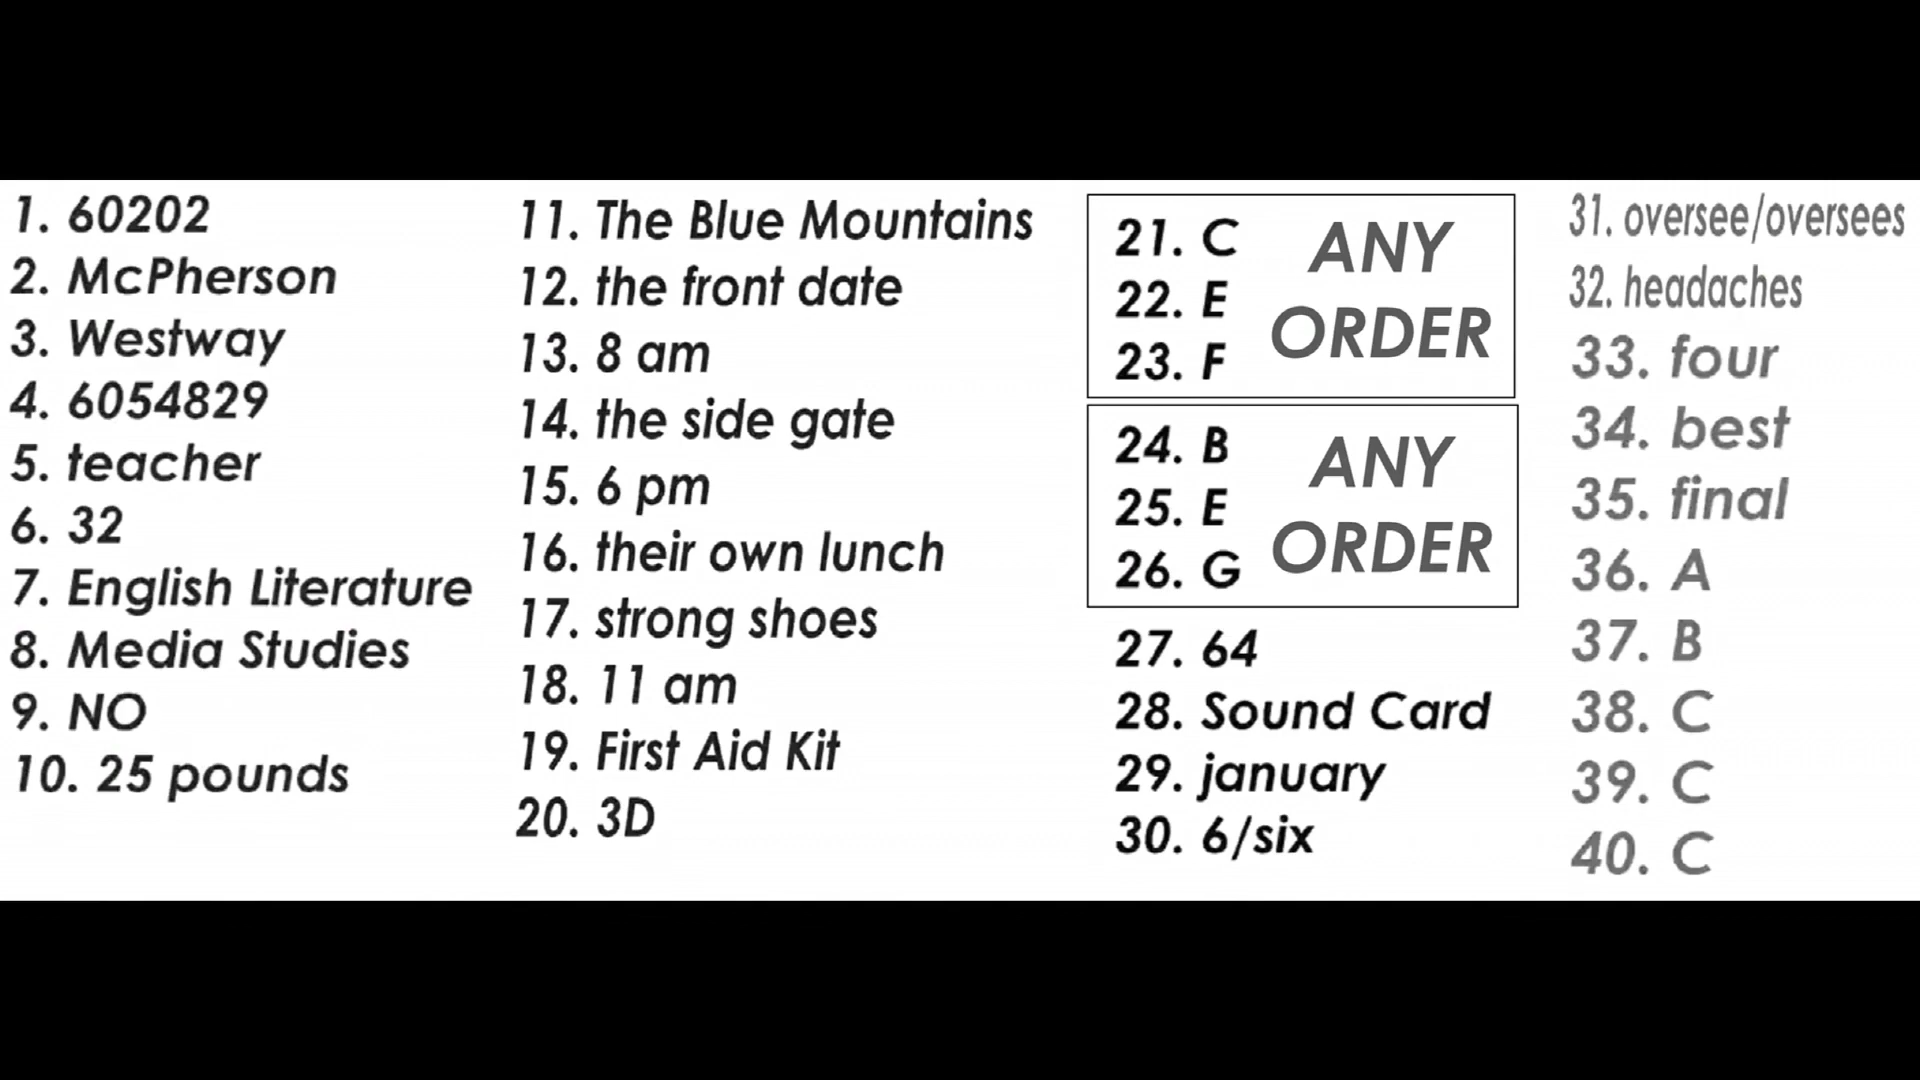 1. 60202
2. McPherson
3. Westway
4. 6054829
5. teacher
6. 32
7. English Literature
8. Media Studies
9. NO
10. 25 pounds
11. The Blue Mountains
12. the front date
13. 8 am
14. the side gate
15. 6 pm
16. their own lunch
17. strong shoes
18. 11 am
19. First Aid Kit
20. 3D
21. C
22. E
23. F
ANY
ORDER
24. B
25. E
26. G
ANY
ORDER
27. 64
28. Sound Card
29. january
30. 6/six
31. oversee/oversees
32. headaches
33. four
34. best
35. final
36. A
37. B
38. C
39. C
40. C